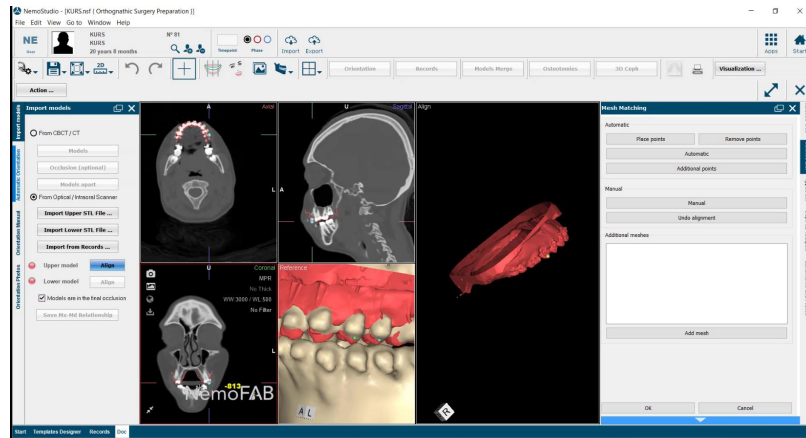 NemoStudio - [KURS.nsf ( Orthognathic Surgery Preparation )]
File Edit View Go to Window Help
NE
KURS
KURS
20 years 8 months
Nº 81
Timepoint
Phase
Import
Export
Apps
Start
2D
Orientation
Records
Models Merge
Osteotomies
3D Ceph
Visualization ...
Action ...
Import models
Import models
Automatic Orientation
Orientation Manual
Orientation Photos
From CBCT / CT
Models
Occlusion (optional)
Models apart
From Optical / Intraoral Scanner
Import Upper STL File ...
Import Lower STL File ...
Import from Records ...
Upper model
Align
Lower model
Align
Models are in the final occlusion
Save Mx-Md Relationship
A
Axial
L
U
Sagittal
A
U
Coronal
MPR
No Thick
WW:3000 / WL:500
No Filter
L
-813
NemoFAB
Reference
A L
Align
R
Mesh Matching
Automatic
Place points
Remove points
Automatic
Additional points
Manual
Manual
Undo alignment
Additional meshes
Add mesh
OK
Cancel
Start Templates Designer Records Doc